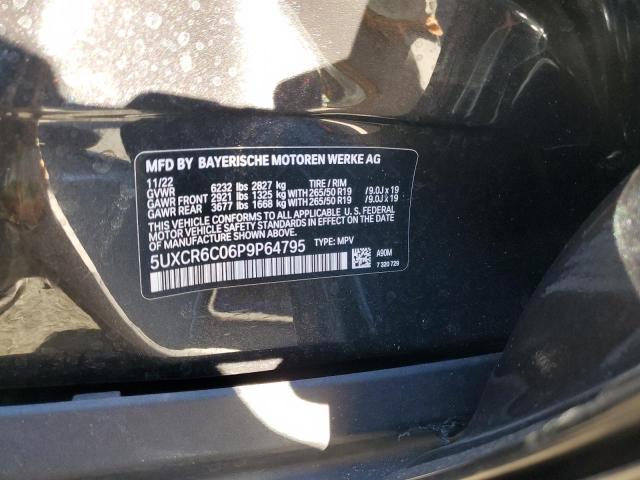 MFD BY BAYERISCHE MOTOREN WERKE AG
11/22 TIRE / RIM
GVWR 6232 lbs 2827 kg
GAWR FRONT 2921 lbs 1325 kg × 265/50 R19 /9.0J x 19
GAWR REAR 3677 lbs 1668 kg × 265/50 R19 /9.0J x 19
THIS VEHICLE CONFORMS TO ALL APPLICABLE U.S. FEDERAL
MOTOR VEHICLE SAFETY STANDARDS IN EFFECT ON THE
DATE OF MANUFACTURE SHOWN ABOVE.
5UXCR6C06P9P64795 TYPE: MPV
A90M
7 320 729